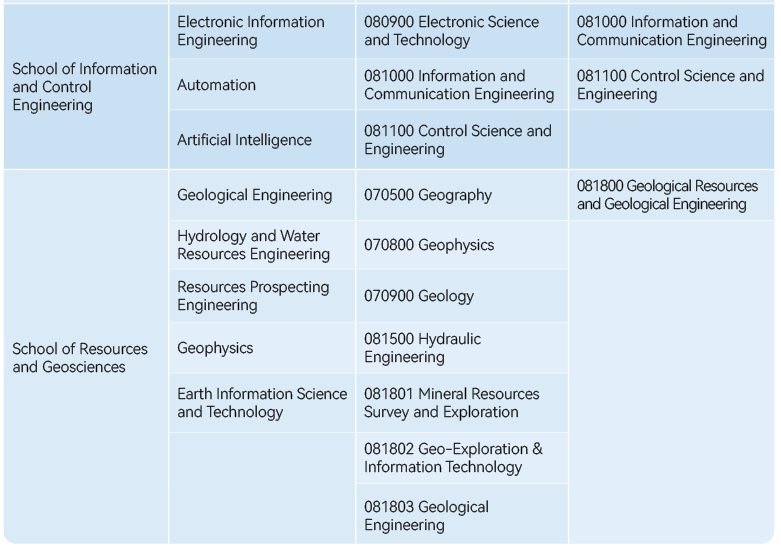 Electronic Information
Engineering
080900 Electronic Science
and Technology
081000 Information and
Communication Engineering
School of Information
and Control
Engineering
Automation
081000 Information and
Communication Engineering
081100 Control Science and
Engineering
Artificial Intelligence
081100 Control Science and
Engineering
School of Resources
and Geosciences
Geological Engineering
070500 Geography
081800 Geological Resources
and Geological Engineering
Hydrology and Water
Resources Engineering
070800 Geophysics
Resources Prospecting
Engineering
070900 Geology
Geophysics
081500 Hydraulic
Engineering
Earth Information Science
and Technology
081801 Mineral Resources
Survey and Exploration
081802 Geo-Exploration &
Information Technology
081803 Geological
Engineering